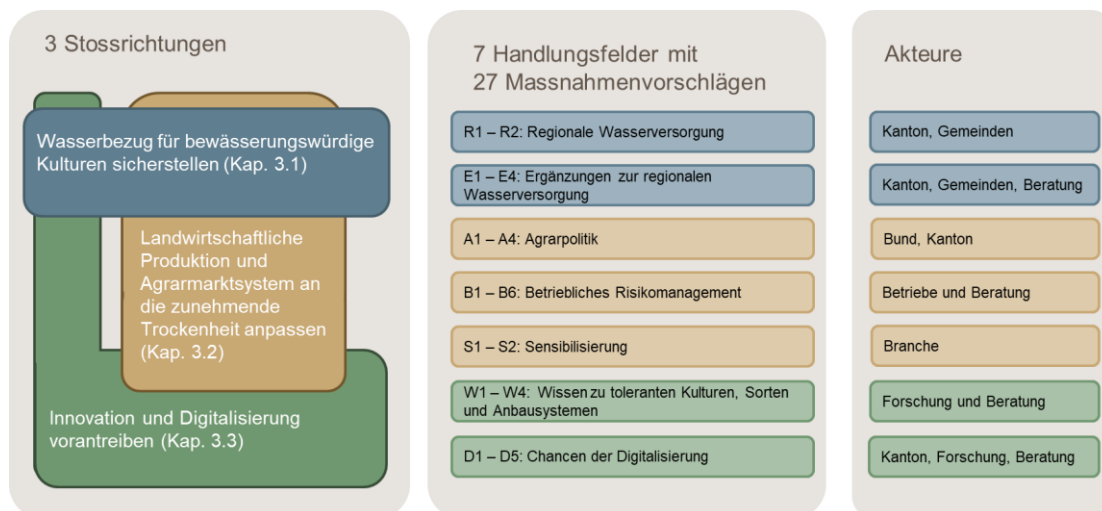 3 Stossrichtungen
Wasserbezug für bewässerungswürdige
Kulturen sicherstellen (Kap. 3.1)
Landwirtschaftliche
Produktion und
Agrarmarktsystem an
die zunehmende
Trockenheit anpassen
(Kap. 3.2)
Innovation und Digitalisierung
vorantreiben (Kap. 3.3)
7 Handlungsfelder mit
27 Massnahmenvorschlägen
R1 – R2: Regionale Wasserversorgung
E1 – E4: Ergänzungen zur regionalen
Wasserversorgung
A1 – A4: Agrarpolitik
B1 – B6: Betriebliches Risikomanagement
S1 – S2: Sensibilisierung
W1 – W4: Wissen zu toleranten Kulturen, Sorten
und Anbausystemen
D1 – D5: Chancen der Digitalisierung
Akteure
Kanton, Gemeinden
Kanton, Gemeinden, Beratung
Bund, Kanton
Betriebe und Beratung
Branche
Forschung und Beratung
Kanton, Forschung, Beratung